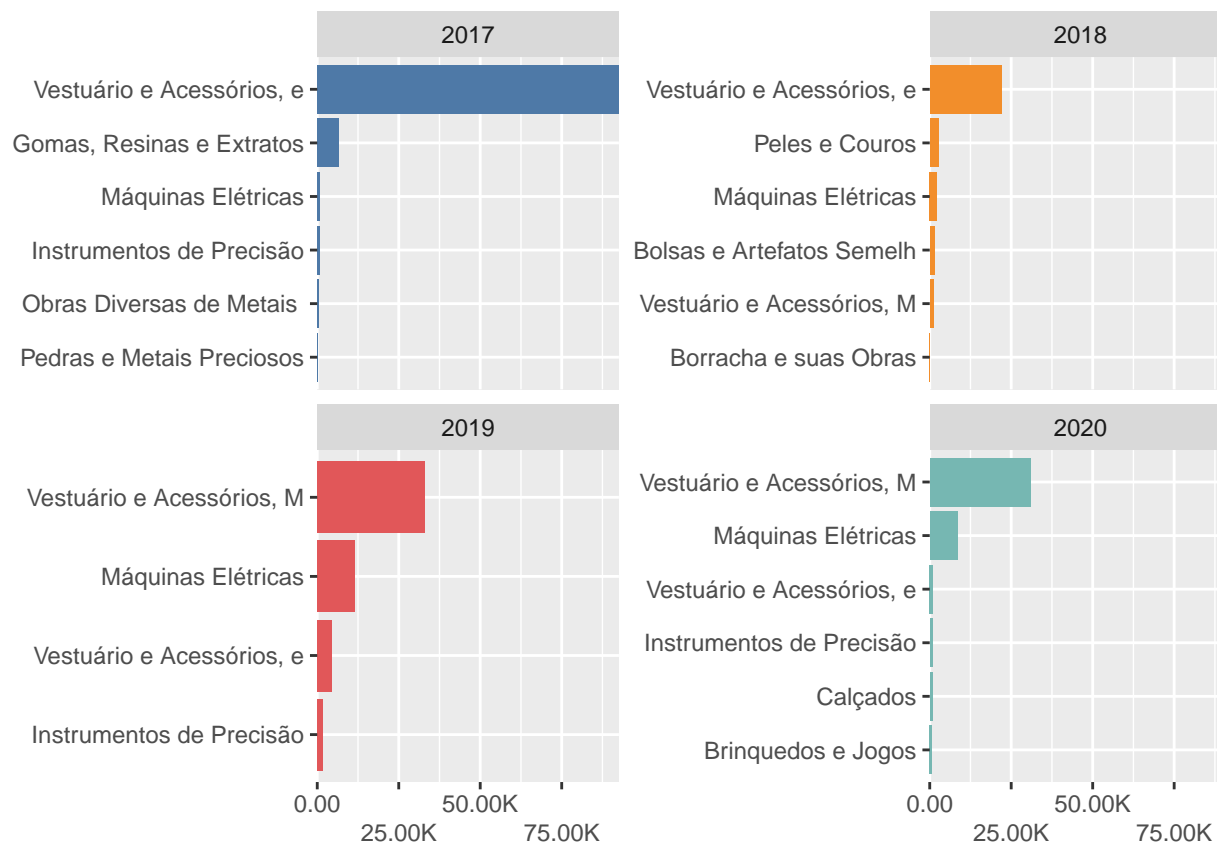 2017
Vestuário e Acessórios, e
Gomas, Resinas e Extratos
Máquinas Elétricas
Instrumentos de Precisão
Obras Diversas de Metais
Pedras e Metais Preciosos
2018
Vestuário e Acessórios, e
Peles e Couros
Máquinas Elétricas
Bolsas e Artefatos Semelh
Vestuário e Acessórios, M
Borracha e suas Obras
2019
Vestuário e Acessórios, M
Máquinas Elétricas
Vestuário e Acessórios, e
Instrumentos de Precisão
0.00 50.00K
25.00K 75.00K
2020
Vestuário e Acessórios, M
Máquinas Elétricas
Vestuário e Acessórios, e
Instrumentos de Precisão
Calçados
Brinquedos e Jogos
0.00 50.00K
25.00K 75.00K